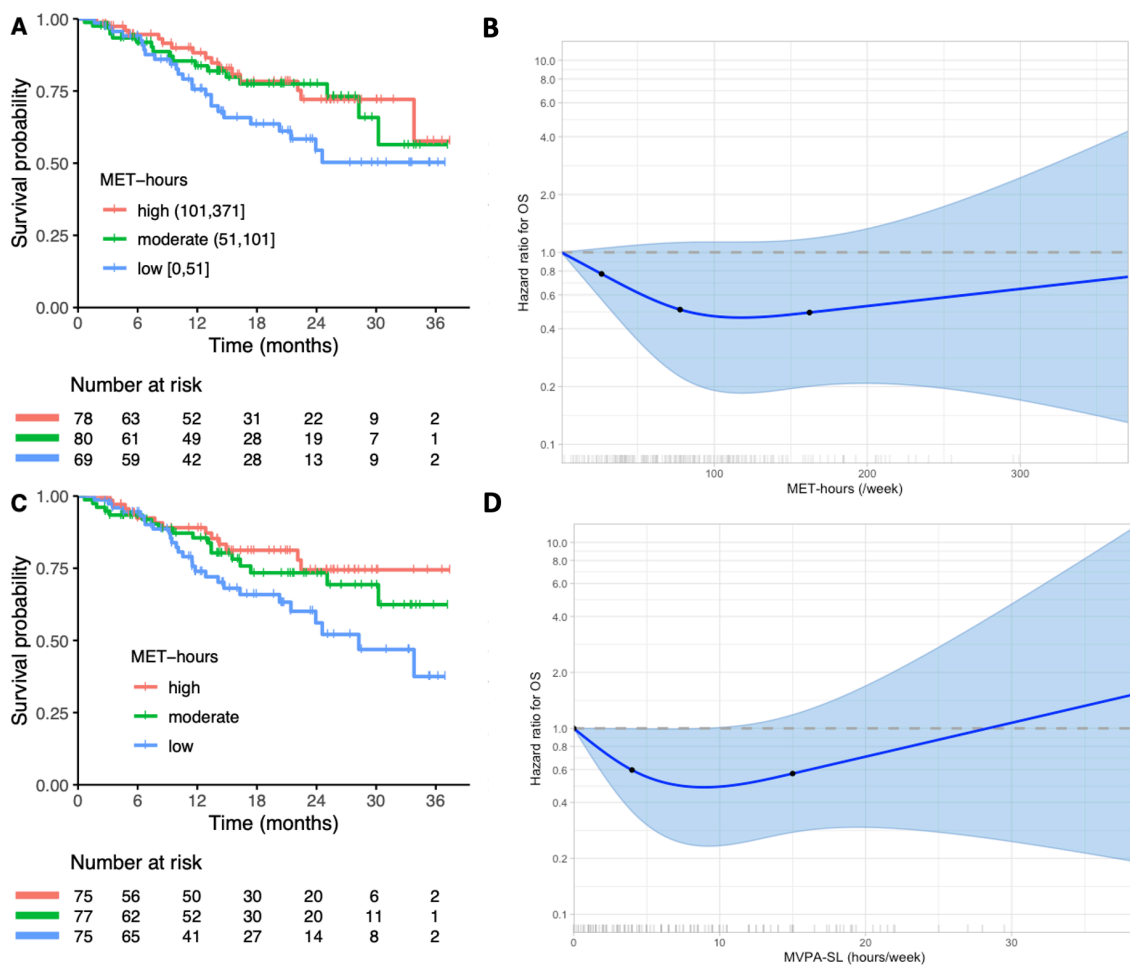 A
1.00
0.75
0.50
0.25
0.00
Survival probability
MET-hours
high (101,371]
moderate (51,101]
low [0,51]
0 6 12 18 24 30 36
Time (months)
Number at risk
78 63 52 31 22 9 2
80 61 49 28 19 7 1
69 59 42 28 13 9 2
B
10.0
8.0
6.0
4.0
2.0
1.0
0.8
0.6
0.4
0.2
0.1
Hazard ratio for OS
100 200 300
MET-hours (/week)
C
1.00
0.75
0.50
0.25
0.00
Survival probability
MET-hours
high
moderate
low
0 6 12 18 24 30 36
Time (months)
Number at risk
75 56 50 30 20 6 2
77 62 52 30 20 11 1
75 65 41 27 14 8 2
D
10.0
8.0
6.0
4.0
2.0
1.0
0.8
0.6
0.4
0.2
0.1
Hazard ratio for OS
0 10 20 30
MVPA-SL (hours/week)